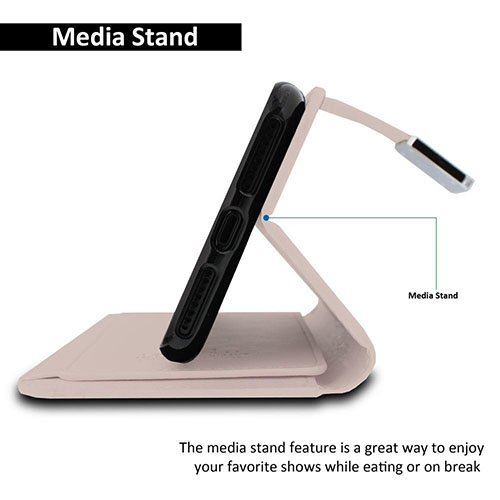 Media Stand
Media Stand
The media stand feature is a great way to enjoy
your favorite shows while eating or on break